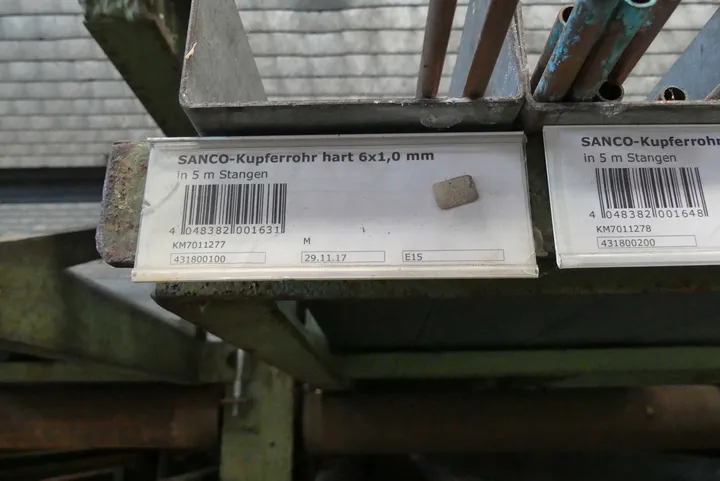 SANCO-Kupferrohr hart 6x1,0 mm
in 5 m Stangen
4 048382 001631
KM7011277
M
431800100
29.11.17
E15
SANCO-Kupferrohr
in 5 m Stangen
4 048382 001648
KM7011278
431800200